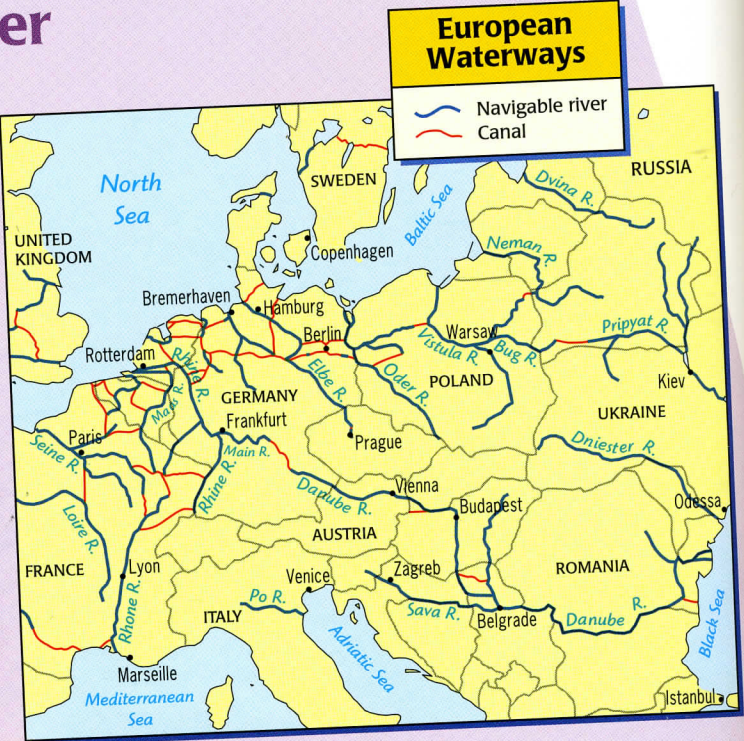 er
European
Waterways
Navigable river
Canal
North
Sea
SWEDEN
Baltic Sea
Dvina R.
RUSSIA
UNITED
KINGDOM
Copenhagen
Neman R.
Bremerhaven
Hamburg
Berlin
Warsaw
Pripyat R.
Rotterdam
Rhine R.
Vistula R.
Bug R.
Maas R.
GERMANY
Elbe R.
Oder R.
POLAND
Kiev
Frankfurt
UKRAINE
Paris
Seine R.
Main R.
Prague
Dniester R.
Rhine R.
Danube R.
Vienna
Loire R.
Budapest
Odessa
AUSTRIA
FRANCE
Lyon
Venice
Zagreb
ROMANIA
Rhone R.
Po R.
ITALY
Sava R.
Belgrade
Danube R.
Black Sea
Adriatic Sea
Marseille
Mediterranean
Sea
Istanbul